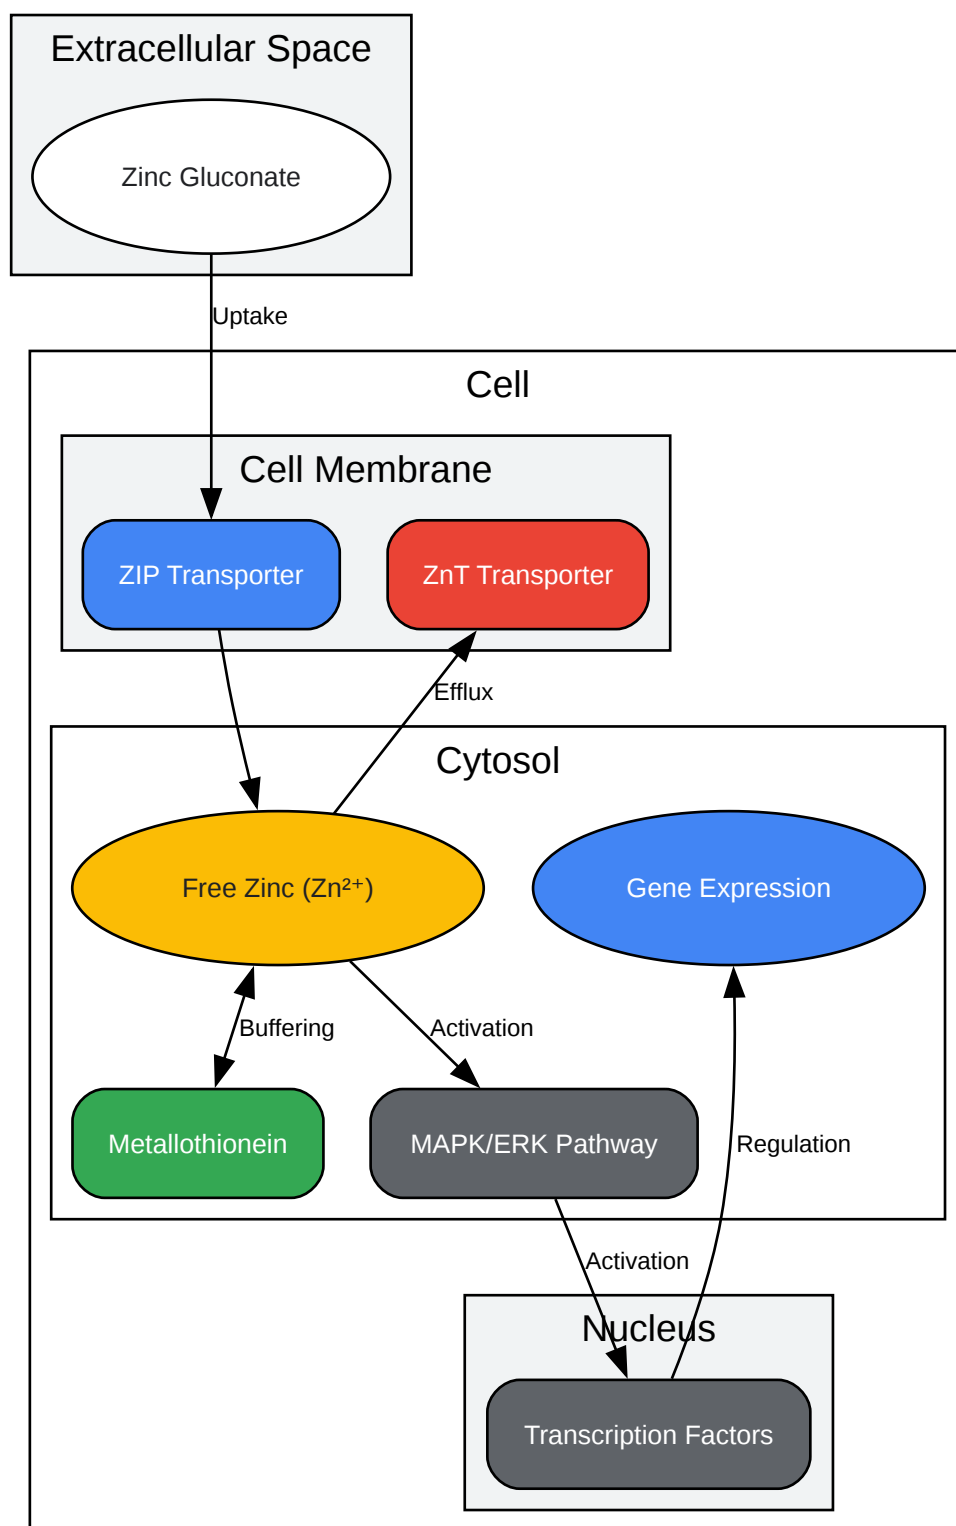 Extracellular Space
Zinc Gluconate
Uptake
Cell
Cell Membrane
ZIP Transporter
ZnT Transporter
Efflux
Cytosol
Free Zinc (Zn²⁺)
Gene Expression
Buffering
Activation
Metallothionein
MAPK/ERK Pathway
Regulation
Activation
Nucleus
Transcription Factors